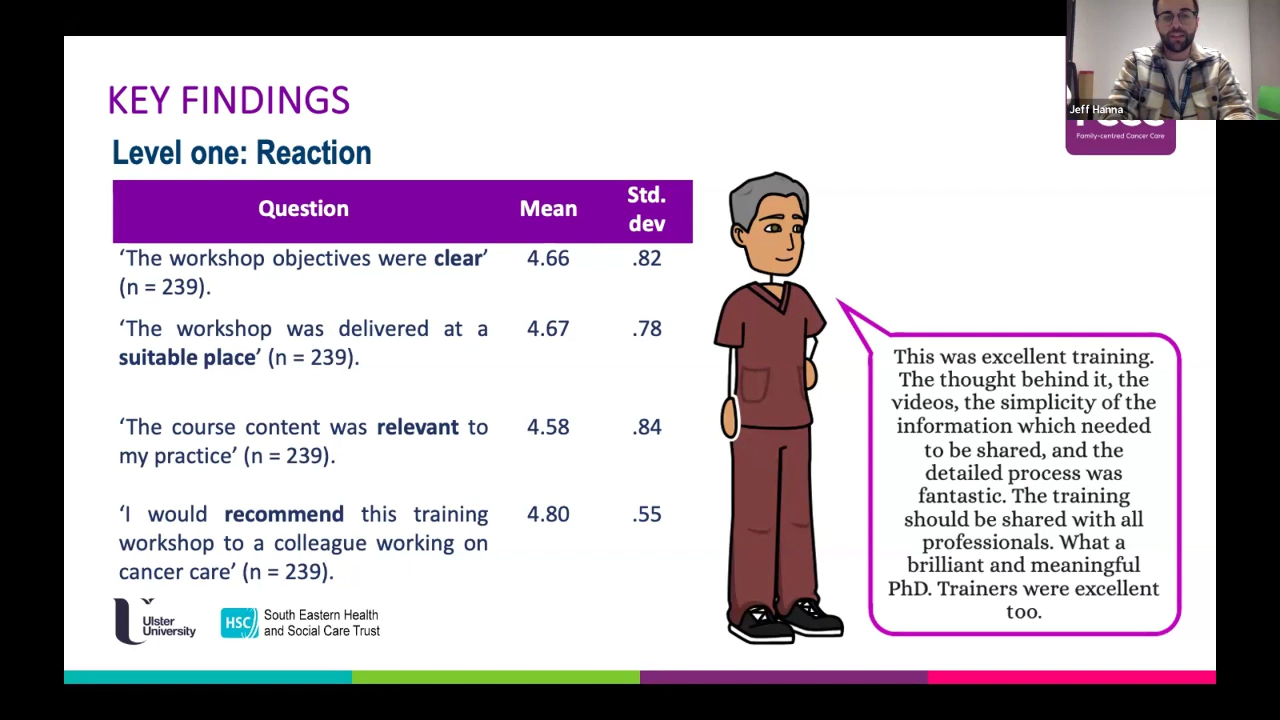 KEY FINDINGS
Level one: Reaction
Question Mean Std. dev
‘The workshop objectives were clear’ 4.66 .82
(n = 239).
‘The workshop was delivered at a 4.67 .78
suitable place’ (n = 239).
‘The course content was relevant to 4.58 .84
my practice’ (n = 239).
‘I would recommend this training 4.80 .55
workshop to a colleague working on
cancer care’ (n = 239).
This was excellent training.
The thought behind it, the
videos, the simplicity of the
information which needed
to be shared, and the
detailed process was
fantastic. The training
should be shared with all
professionals. What a
brilliant and meaningful
PhD. Trainers were excellent
too.
Jeff Hanna
Family-centred Cancer Care
Ulster
University
HSC
South Eastern Health
and Social Care Trust